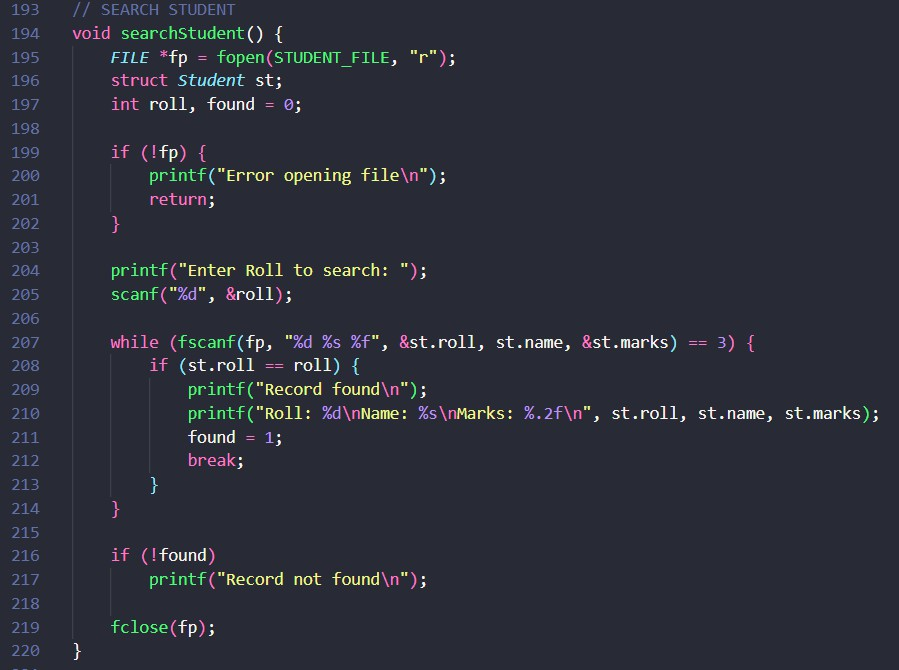 193 // SEARCH STUDENT
194 void searchStudent() {
195     FILE *fp = fopen(STUDENT_FILE, "r");
196     struct Student st;
197     int roll, found = 0;
198
199     if (!fp) {
200         printf("Error opening file\n");
201         return;
202     }
203
204     printf("Enter Roll to search: ");
205     scanf("%d", &roll);
206
207     while (fscanf(fp, "%d %s %f", &st.roll, st.name, &st.marks) == 3) {
208         if (st.roll == roll) {
209             printf("Record found\n");
210             printf("Roll: %d\nName: %s\nMarks: %.2f\n", st.roll, st.name, st.marks);
211             found = 1;
212             break;
213         }
214     }
215
216     if (!found)
217         printf("Record not found\n");
218
219     fclose(fp);
220 }